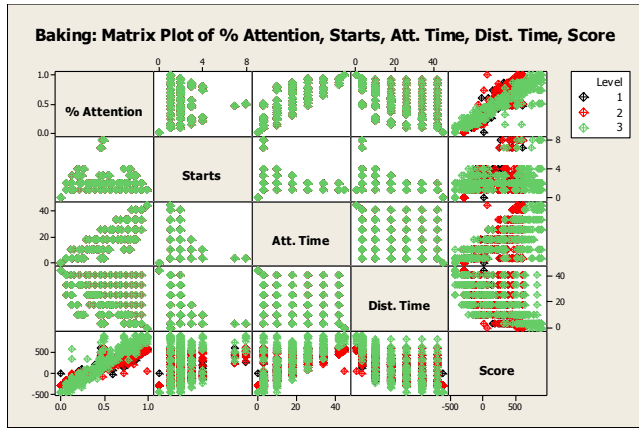 Baking: Matrix Plot of % Attention, Starts, Att. Time, Dist. Time, Score
0 4 8 0 20 40
1.0
0.5
0.0
% Attention
Level
1
2
3
Starts
8
4
0
40
20
0
Att. Time
Dist. Time
40
20
0
500
0
-500
Score
0.0 0.5 1.0 0 20 40 -500 0 500